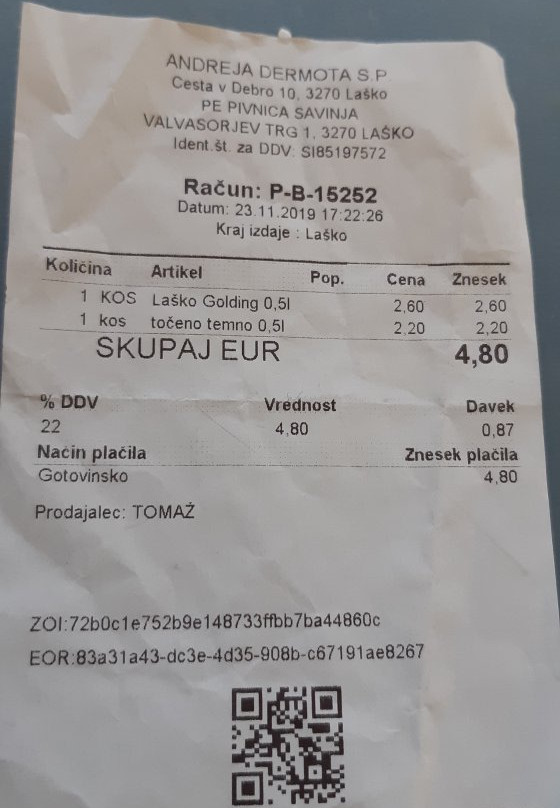 ANDREJA DERMOTA S.P.
Cesta v Debro 10, 3270 Laško
PE PIVNICA SAVINJA
VALVASORJEV TRG 1, 3270 LAŠKO
Ident.št. za DDV: SI85197572
Račun: P-B-15252
Datum: 23.11.2019 17:22:26
Kraj izdaje : Laško
Količina Artikel Pop. Cena Znesek
1 KOS Laško Golding 0,5l 2,60 2,60
1 kos točeno temno 0,5l 2,20 2,20
SKUPAJ EUR 4,80
% DDV Vrednost Davek
22 4,80 0,87
Način plačila Znesek plačila
Gotovinsko 4,80
Prodajalec: TOMAŽ
ZOI:72b0c1e752b9e148733ffbb7ba44860c
EOR:83a31a43-dc3e-4d35-908b-c67191ae8267